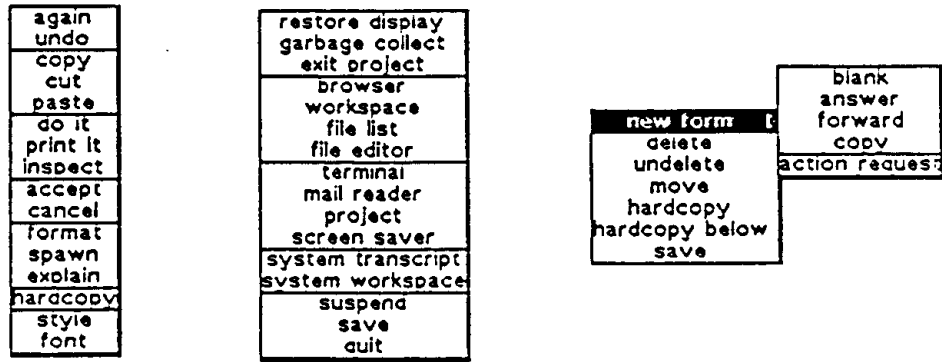 again
undo
copy
cut
paste
do it
print it
inspect
accept
cancel
format
spawn
explain
hardcopy
style
font
restore display
garbage collect
exit project
browser
workspace
file list
file editor
terminal
mail reader
project
screen saver
system transcript
system workspace
suspend
save
quit
new form
delete
undelete
move
hardcopy
hardcopy below
save
blank
answer
forward
copy
action request